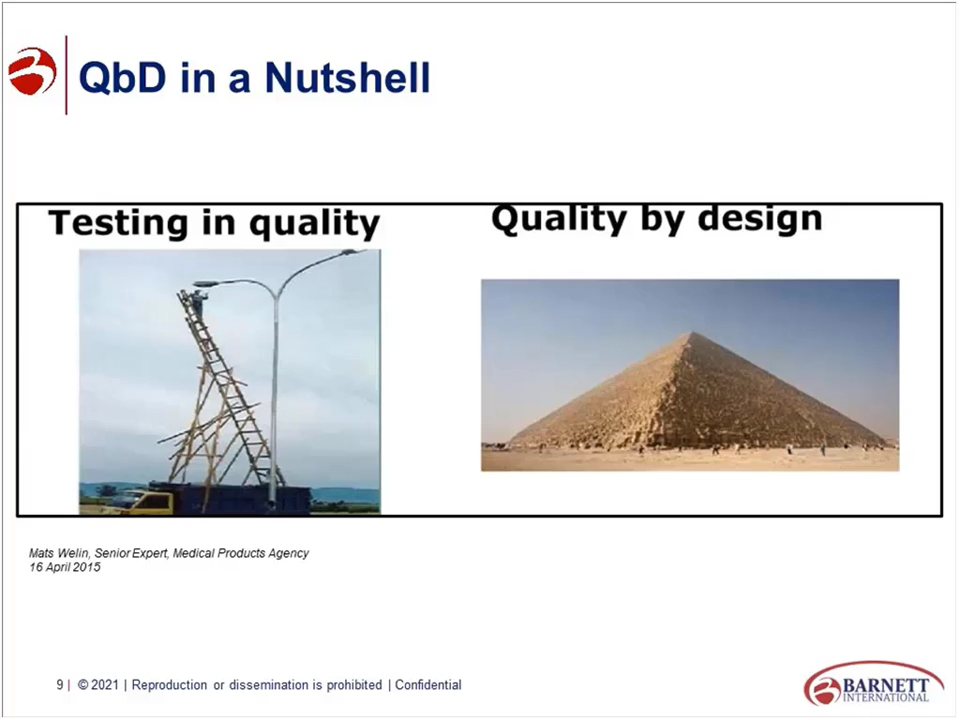 QbD in a Nutshell
Testing in quality
Quality by design
Mats Welin, Senior Expert, Medical Products Agency
16 April 2015
9 | © 2021 | Reproduction or dissemination is prohibited | Confidential
BARNETT
INTERNATIONAL